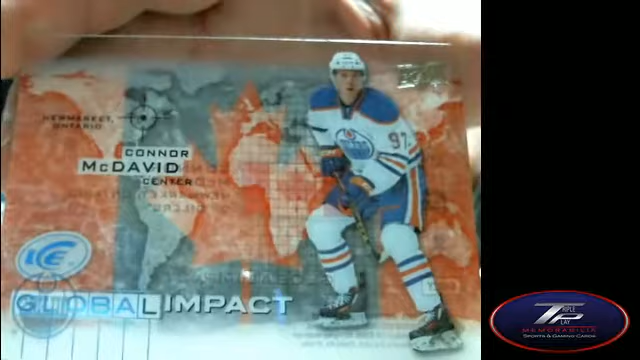 NEWMARKET,
ONTARIO
CONNOR
MCDAVID
CENTER
97
ICE
GLOBAL IMPACT
TRIPLE
PLAY
MEMORABILIA
SPORTS & GAMING CARDS